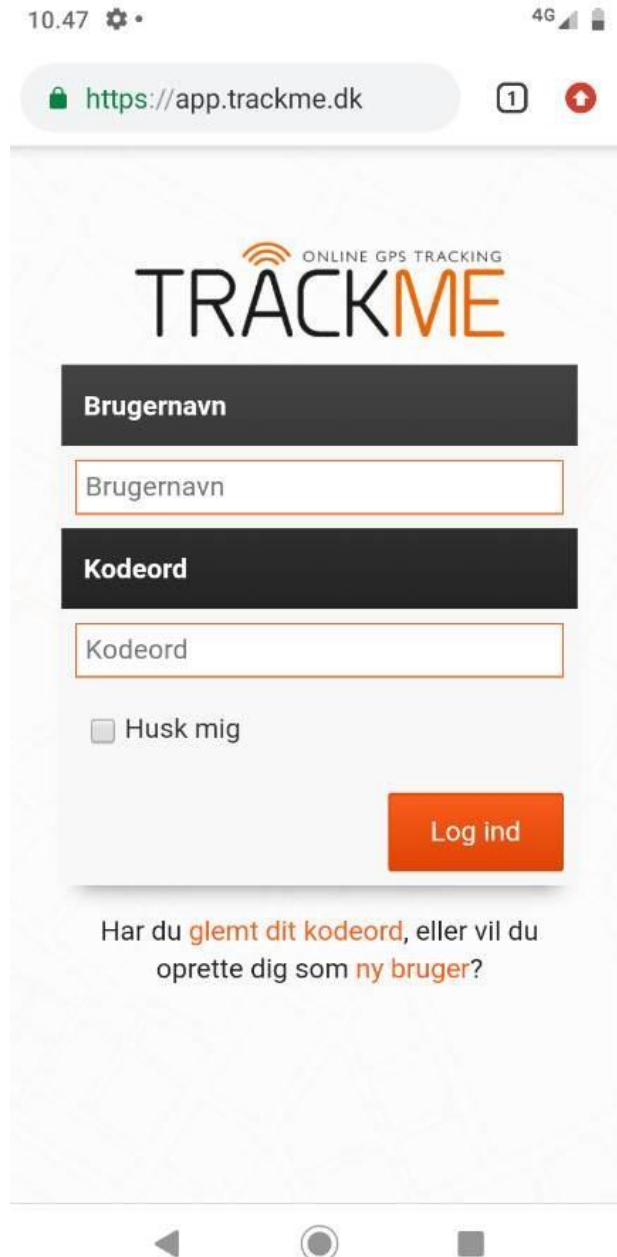 10.47
4G
https://app.trackme.dk
1
ONLINE GPS TRACKING
TRACKME
Brugernavn
Brugernavn
Kodeord
Kodeord
Husk mig
Log ind
Har du glemt dit kodeord, eller vil du
oprette dig som ny bruger?